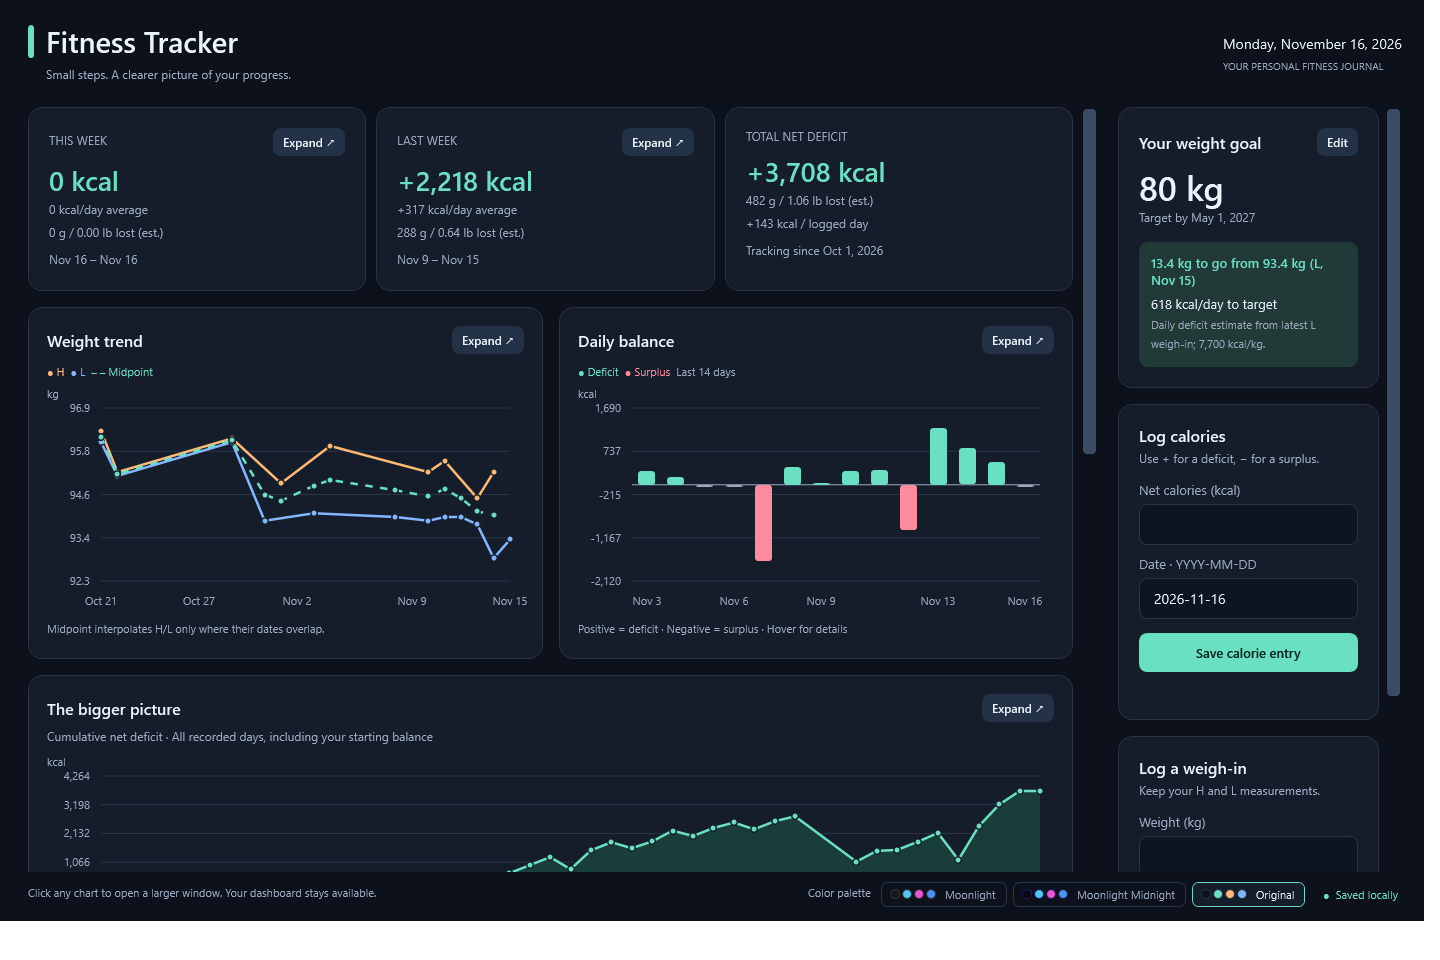 Fitness Tracker
Small steps. A clearer picture of your progress.
Monday, November 16, 2026
YOUR PERSONAL FITNESS JOURNAL
THIS WEEK
Expand ↗
0 kcal
0 kcal/day average
0 g / 0.00 lb lost (est.)
Nov 16 – Nov 16
LAST WEEK
Expand ↗
+2,218 kcal
+317 kcal/day average
288 g / 0.64 lb lost (est.)
Nov 9 – Nov 15
TOTAL NET DEFICIT
+3,708 kcal
482 g / 1.06 lb lost (est.)
+143 kcal / logged day
Tracking since Oct 1, 2026
Weight trend
Expand ↗
● H ● L – – Midpoint
kg
96.9
95.8
94.6
93.4
92.3
Oct 21 Oct 27 Nov 2 Nov 9 Nov 15
Midpoint interpolates H/L only where their dates overlap.
Daily balance
Expand ↗
● Deficit ● Surplus Last 14 days
kcal
1,690
737
-215
-1,167
-2,120
Nov 3 Nov 6 Nov 9 Nov 13 Nov 16
Positive = deficit · Negative = surplus · Hover for details
The bigger picture
Expand ↗
Cumulative net deficit · All recorded days, including your starting balance
kcal
4,264
3,198
2,132
1,066
Your weight goal
Edit
80 kg
Target by May 1, 2027
13.4 kg to go from 93.4 kg (L,
Nov 15)
618 kcal/day to target
Daily deficit estimate from latest L
weigh-in; 7,700 kcal/kg.
Log calories
Use + for a deficit, − for a surplus.
Net calories (kcal)
Date · YYYY-MM-DD
2026-11-16
Save calorie entry
Log a weigh-in
Keep your H and L measurements.
Weight (kg)
Click any chart to open a larger window. Your dashboard stays available.
Color palette
Moonlight
Moonlight Midnight
Original
● Saved locally